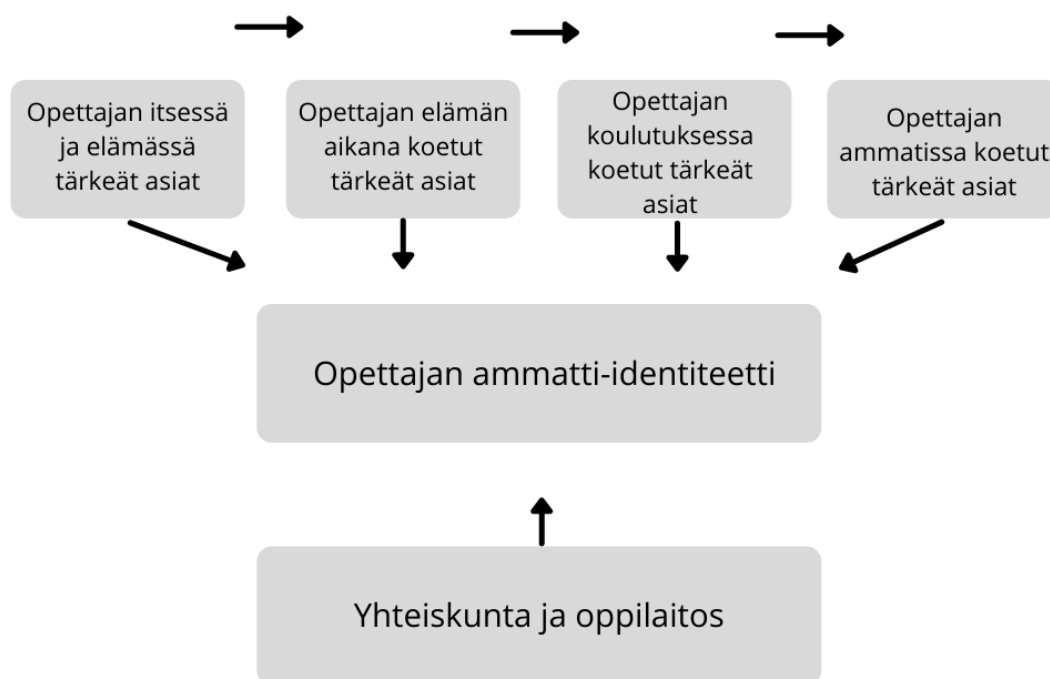 Opettajan itsessä
ja elämässä
tärkeät asiat
Opettajan elämän
aikana koetut
tärkeät asiat
Opettajan
koulutuksessa
koetut tärkeät
asiat
Opettajan
ammatissa koetut
tärkeät asiat
Opettajan ammatti-identiteetti
Yhteiskunta ja oppilaitos